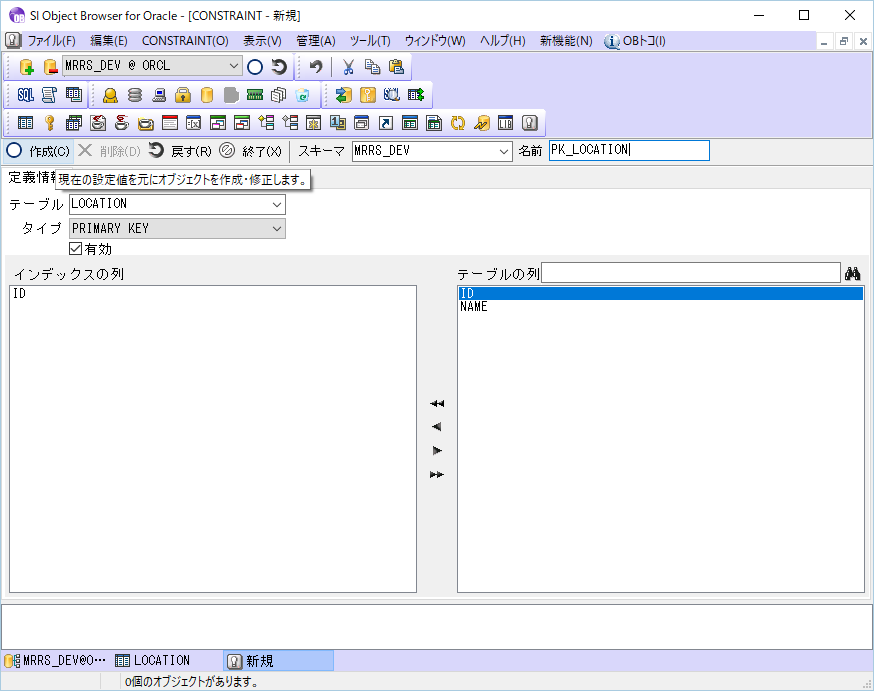 SI Object Browser for Oracle - [CONSTRAINT - 新規]
ファイル(F) 編集(E) CONSTRAINT(O) 表示(V) 管理(A) ツール(T) ウィンドウ(W) ヘルプ(H) 新機能(N) OBトコ(I)
MRRS_DEV @ ORCL
SQL
作成(C) 削除(D) 戻す(R) 終了(X) スキーマ MRRS_DEV 名前 PK_LOCATION
定義情報
現在の設定値を元にオブジェクトを作成・修正します。
テーブル LOCATION
タイプ PRIMARY KEY
有効
インデックスの列 テーブルの列
ID ID
NAME
MRRS_DEV@O… LOCATION 新規
0個のオブジェクトがあります。